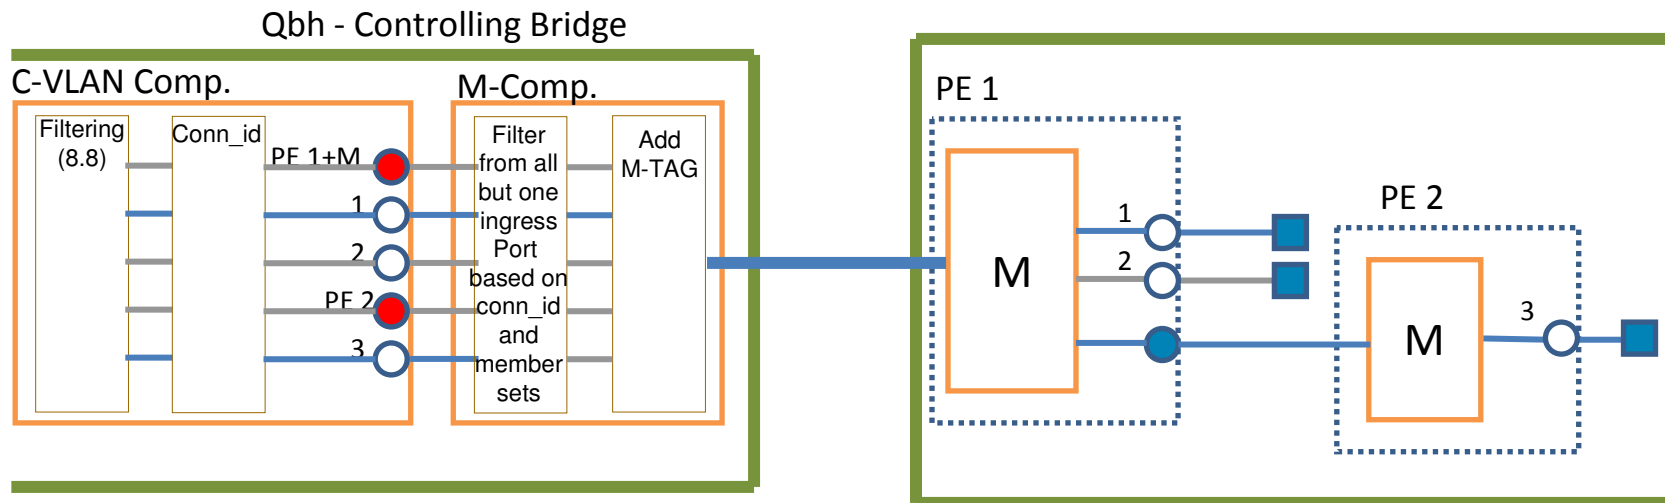 Qbh - Controlling Bridge
C-VLAN Comp.
M-Comp.
Filtering
(8.8)
Conn_id
PE 1+M
1
2
PE 2
3
Filter
from all
but one
ingress
Port
based on
conn_id
and
member
sets
Add
M-TAG
PE 1
M
1
2
PE 2
M
3